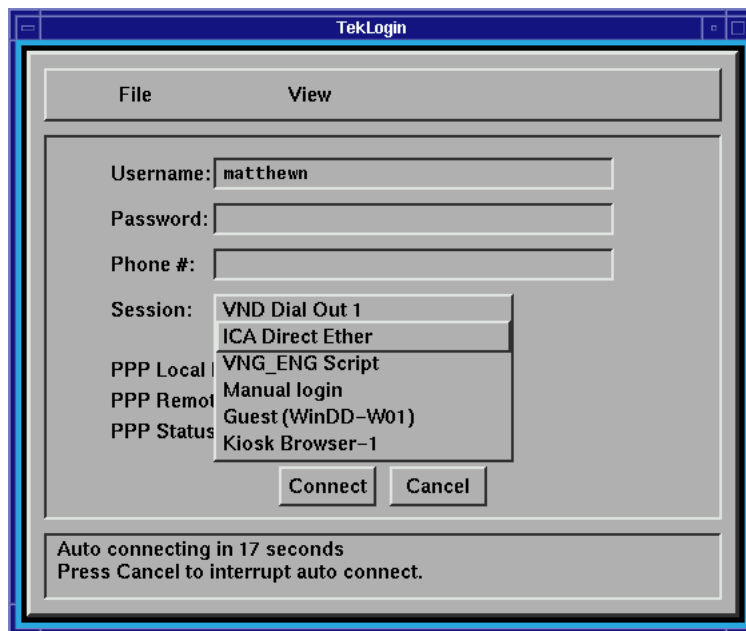 TekLogin
File View
Username: matthewn
Password:
Phone #:
Session: VND Dial Out 1
ICA Direct Ether
VNG_ENG Script
PPP Local
Manual login
PPP
Guest (WinDD-W01)
PPP Status
Kiosk Browser-1
Connect Cancel
Auto connecting in 17 seconds
Press Cancel to interrupt auto connect.